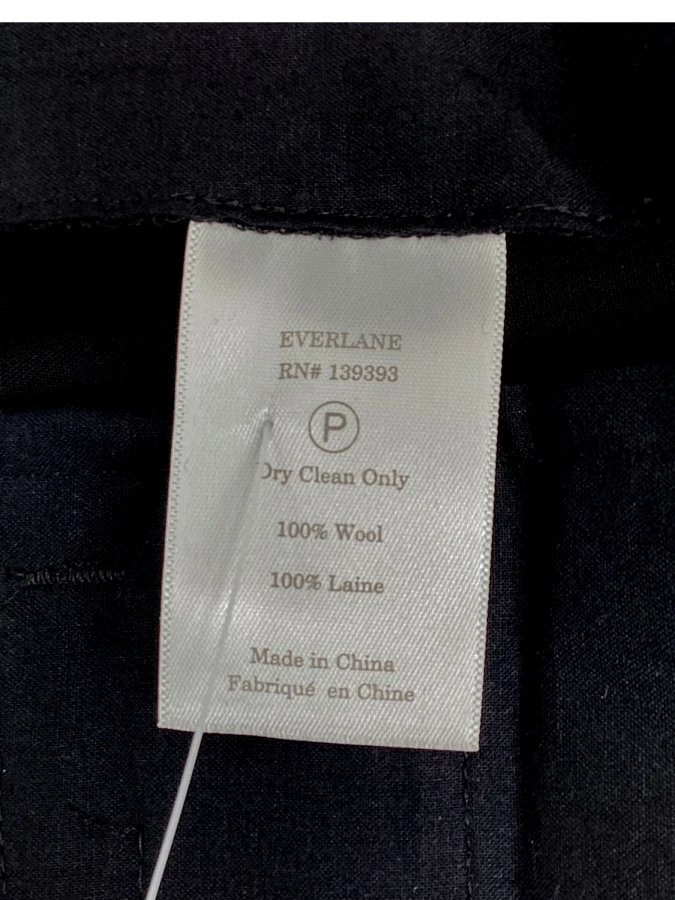 EVERLANE
RN# 139393
P
Dry Clean Only
100% Wool
100% Laine
Made in China
Fabriqué en Chine